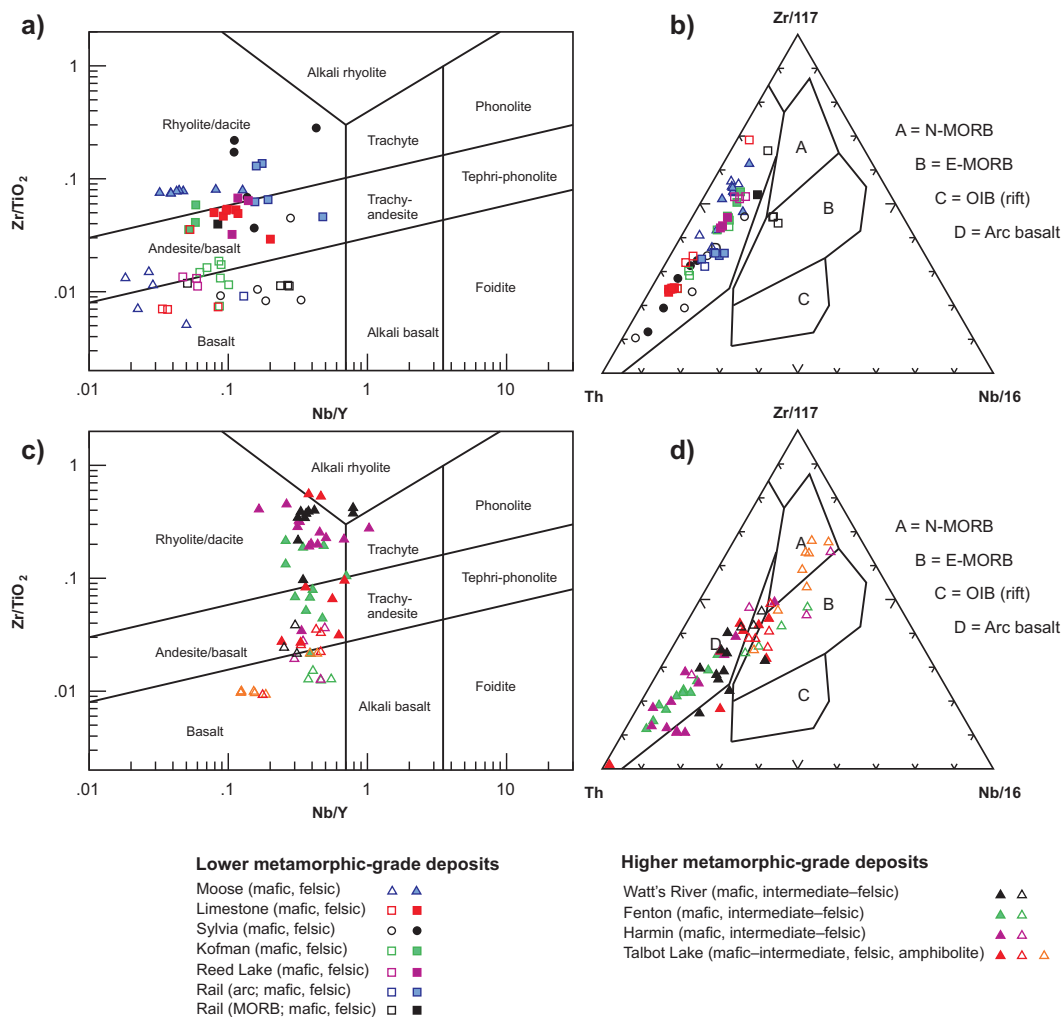 a)
Zr/TiO2
1
.1
.01
.01
0.1
1
10
Nb/Y
Alkali rhyolite
Rhyolite/dacite
Phonolite
Trachyte
Tephri-phonolite
Trachy-
andesite
Andesite/basalt
Foidite
Basalt
Alkali basalt
b)
Zr/117
Th
Nb/16
A
B
C
A = N-MORB
B = E-MORB
C = OIB (rift)
D = Arc basalt
c)
Zr/TiO2
1
.1
.01
.01
0.1
1
10
Nb/Y
Alkali rhyolite
Phonolite
Rhyolite/dacite
Trachyte
Tephri-phonolite
Trachy-
andesite
Andesite/basalt
Foidite
Alkali basalt
Basalt
d)
Zr/117
Th
Nb/16
A
B
D
C
A = N-MORB
B = E-MORB
C = OIB (rift)
D = Arc basalt
Lower metamorphic-grade deposits
Moose (mafic, felsic)
Limestone (mafic, felsic)
Sylvia (mafic, felsic)
Kofman (mafic, felsic)
Reed Lake (mafic, felsic)
Rail (arc; mafic, felsic)
Rail (MORB; mafic, felsic)
Higher metamorphic-grade deposits
Watt's River (mafic, intermediate–felsic)
Fenton (mafic, intermediate–felsic)
Harmin (mafic, intermediate–felsic)
Talbot Lake (mafic–intermediate, felsic, amphibolite)